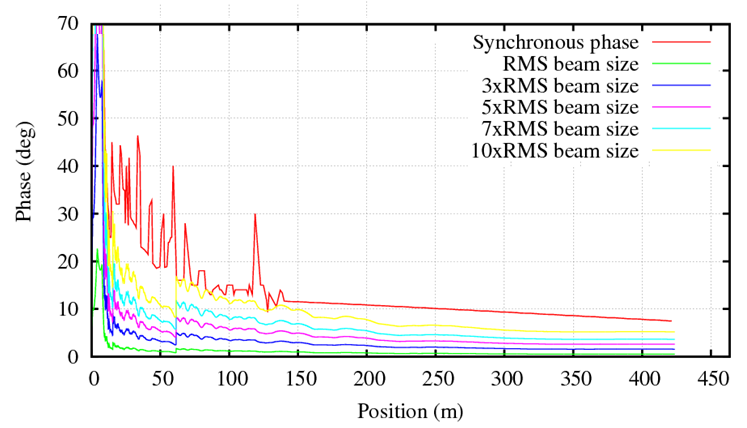 70
60
50
40
30
20
10
0
Phase (deg)
Synchronous phase
RMS beam size
3xRMS beam size
5xRMS beam size
7xRMS beam size
10xRMS beam size
0 50 100 150 200 250 300 350 400 450
Position (m)